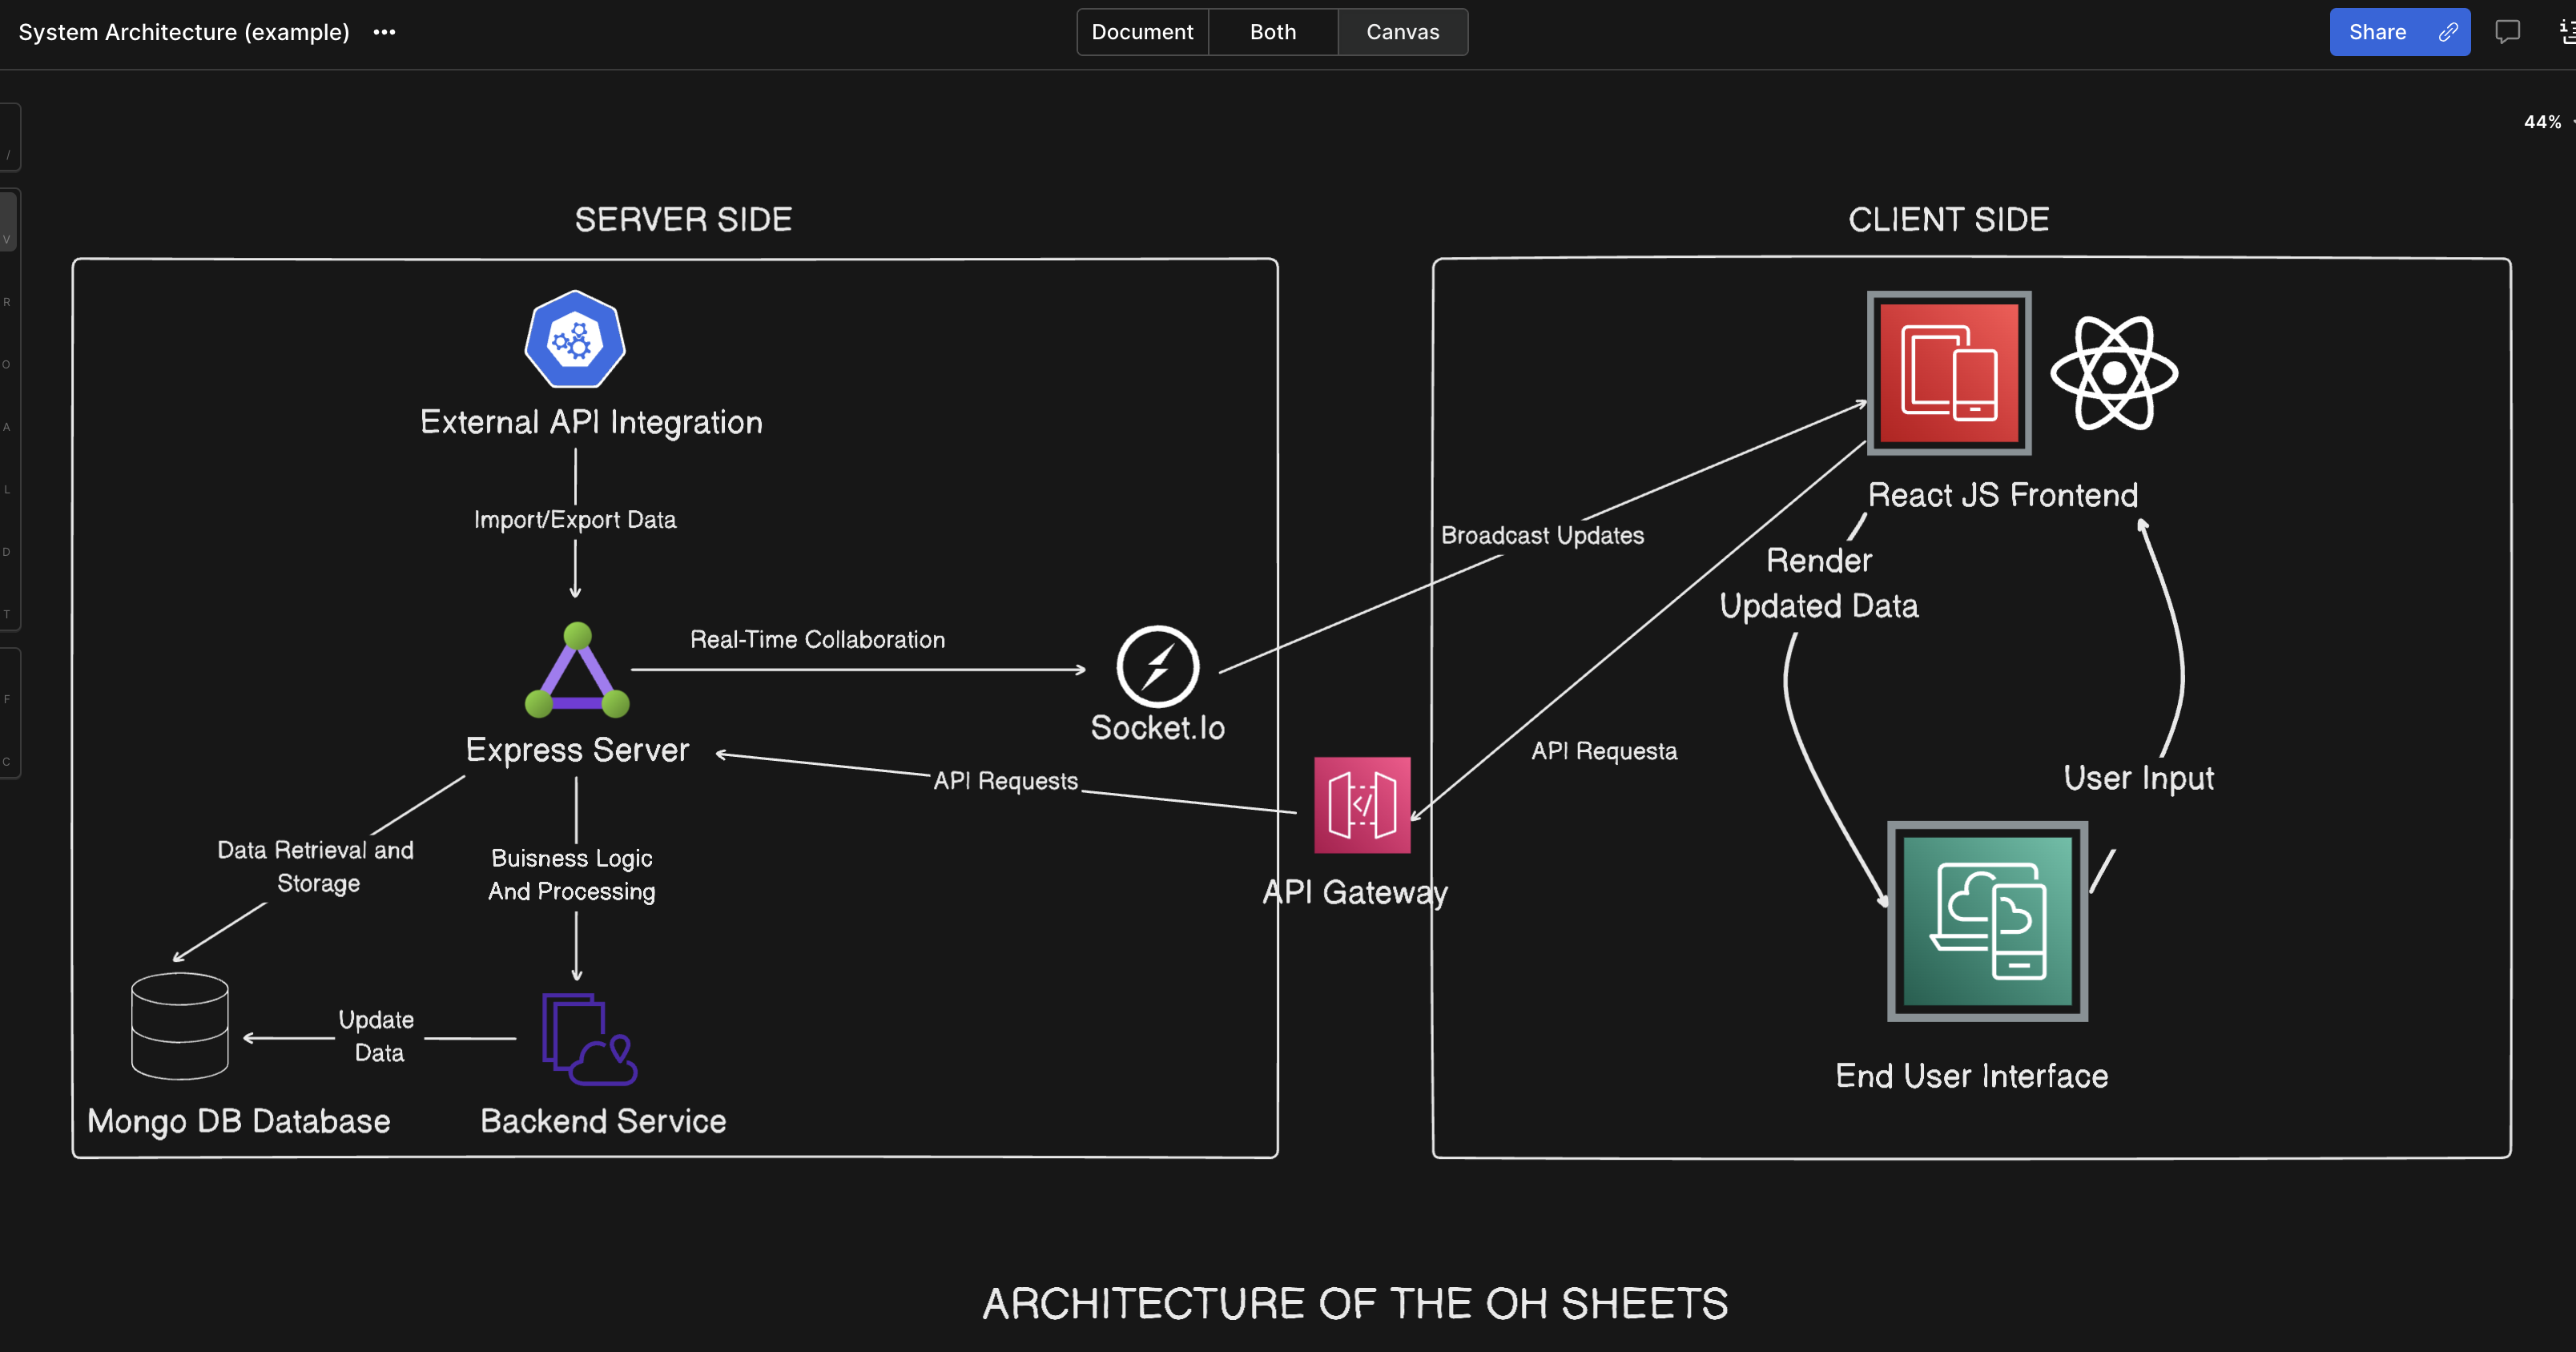 System Architecture (example)
Document
Both
Canvas
Share
44%
/
V
R
O
A
L
D
T
F
C
SERVER SIDE
CLIENT SIDE
External API Integration
Import/Export Data
Real-Time Collaboration
Socket.Io
Express Server
API Requests
Data Retrieval and
Storage
Buisness Logic
And Processing
Update
Data
Mongo DB Database
Backend Service
API Gateway
Broadcast Updates
API Requesta
React JS Frontend
Render
Updated Data
User Input
End User Interface
ARCHITECTURE OF THE OH SHEETS